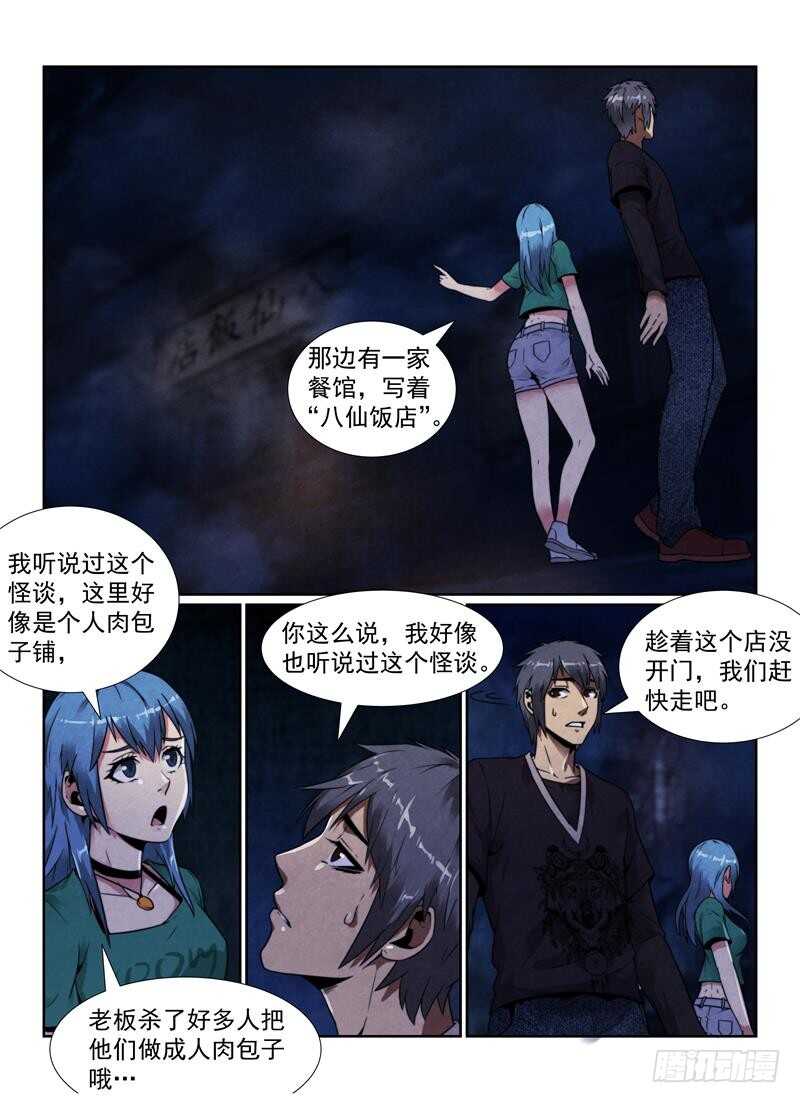 八仙飯店
那边有一家
餐馆，写着
“八仙饭店”。
我听说过这个
怪谈，这里好
像是个人肉包
子铺，
老板杀了好多人把
他们做成人肉包子
哦…
你这么说，我好像
也听说过这个怪谈。
趁着这个店没
开门，我们赶
快走吧。
OOM
腾讯动漫